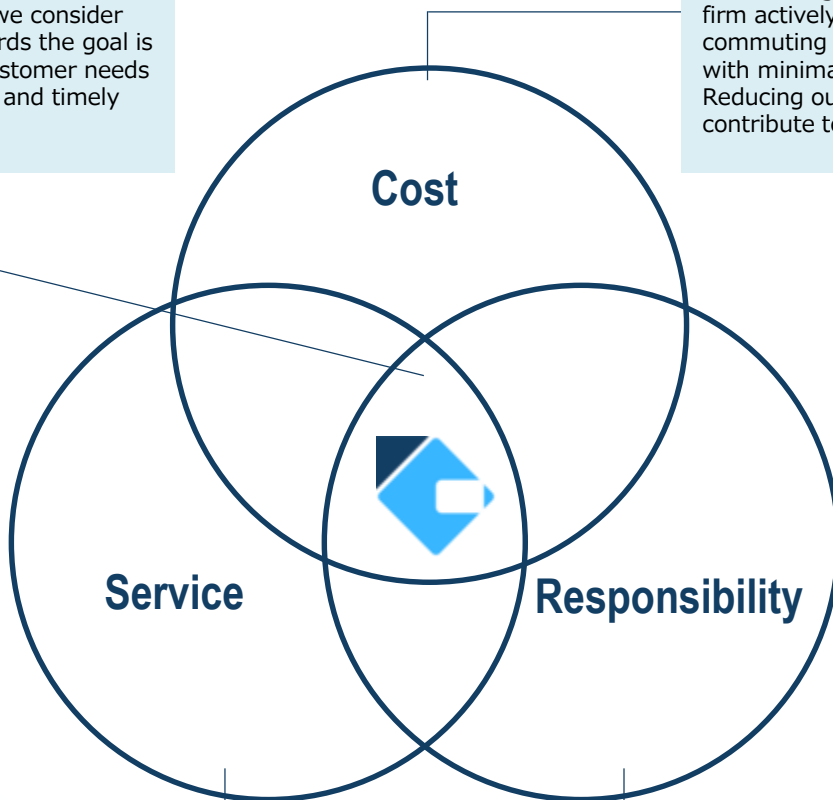 we consider
rds the goal is
stomer needs
and timely
firm actively
commuting
with minima
Reducing ou
contribute to
Cost
Service
Responsibility